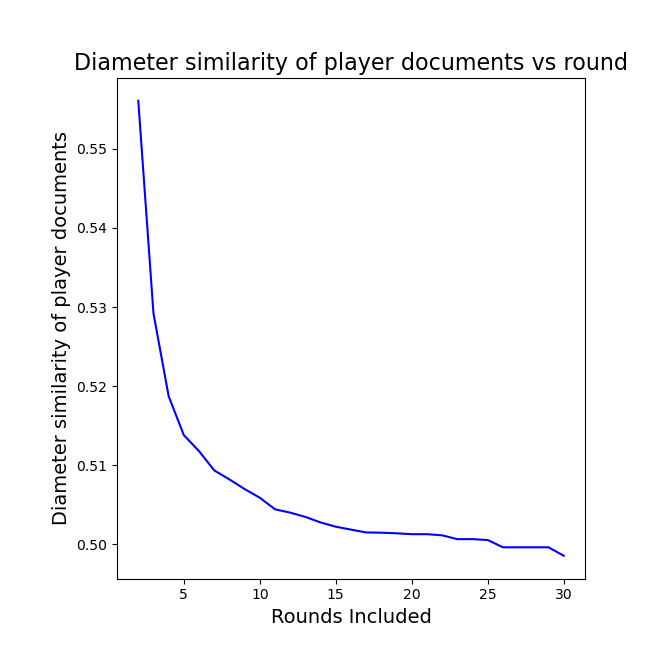 Diameter similarity of player documents vs round
Diameter similarity of player documents
0.55
0.54
0.53
0.52
0.51
0.50
5 10 15 20 25 30
Rounds Included